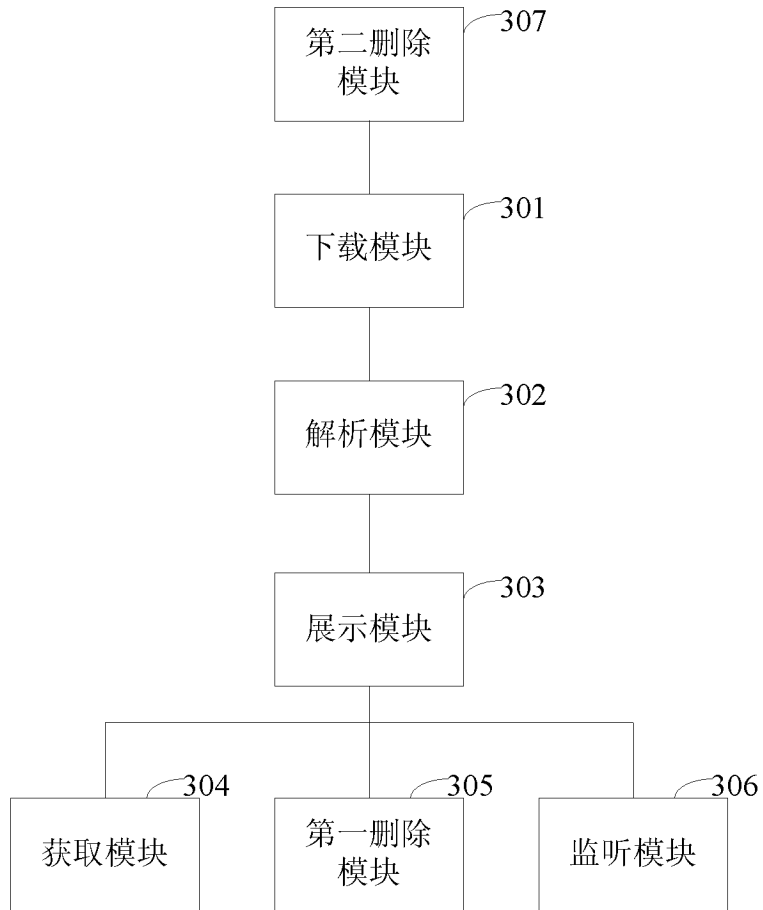 307
第二删除
模块
301
下载模块
302
解析模块
303
展示模块
304
305
306
获取模块
第一删除
模块
监听模块